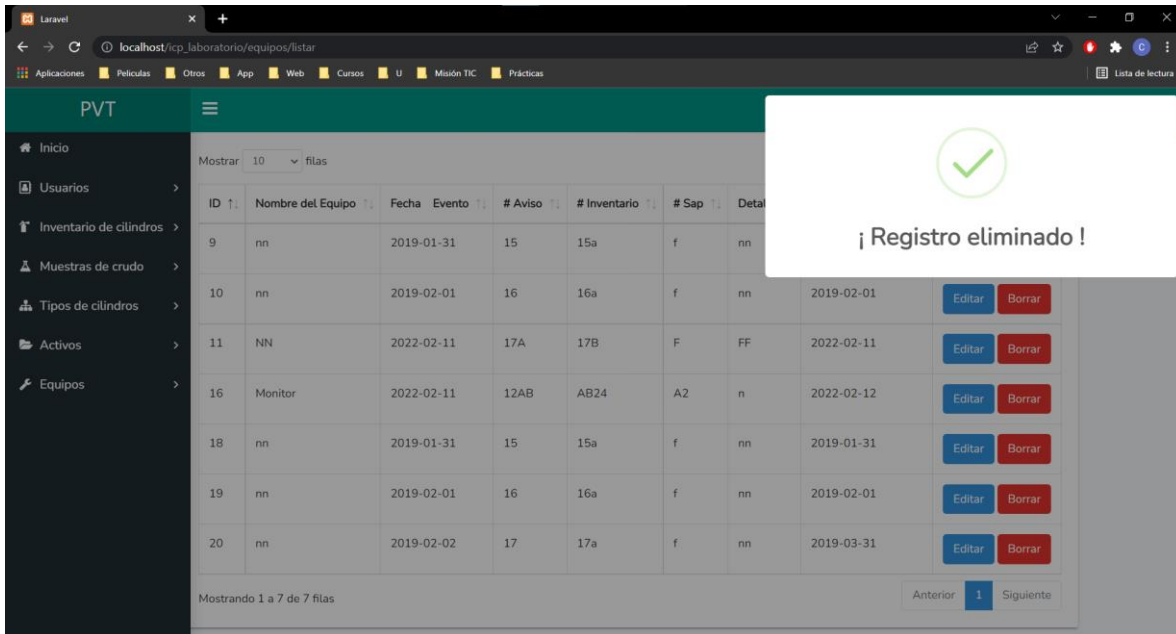 Laravel
localhost/icp_laboratorio/equipos/listar
Aplicaciones Peliculas Otros App Web Cursos U Misión TIC Prácticas Lista de lectura
C
PVT
Inicio
Usuarios
Inventario de cilindros
Muestras de crudo
Tipos de cilindros
Activos
Equipos
¡ Registro eliminado !
Mostrar 10 filas
ID Nombre del Equipo Fecha Evento # Aviso # Inventario # Sap Detal
9 nn 2019-01-31 15 15a f nn
10 nn 2019-02-01 16 16a f nn 2019-02-01 Editar Borrar
11 NN 2022-02-11 17A 17B F FF 2022-02-11 Editar Borrar
16 Monitor 2022-02-11 12AB AB24 A2 n 2022-02-12 Editar Borrar
18 nn 2019-01-31 15 15a f nn 2019-01-31 Editar Borrar
19 nn 2019-02-01 16 16a f nn 2019-02-01 Editar Borrar
20 nn 2019-02-02 17 17a f nn 2019-03-31 Editar Borrar
Mostrando 1 a 7 de 7 filas
Anterior 1 Siguiente